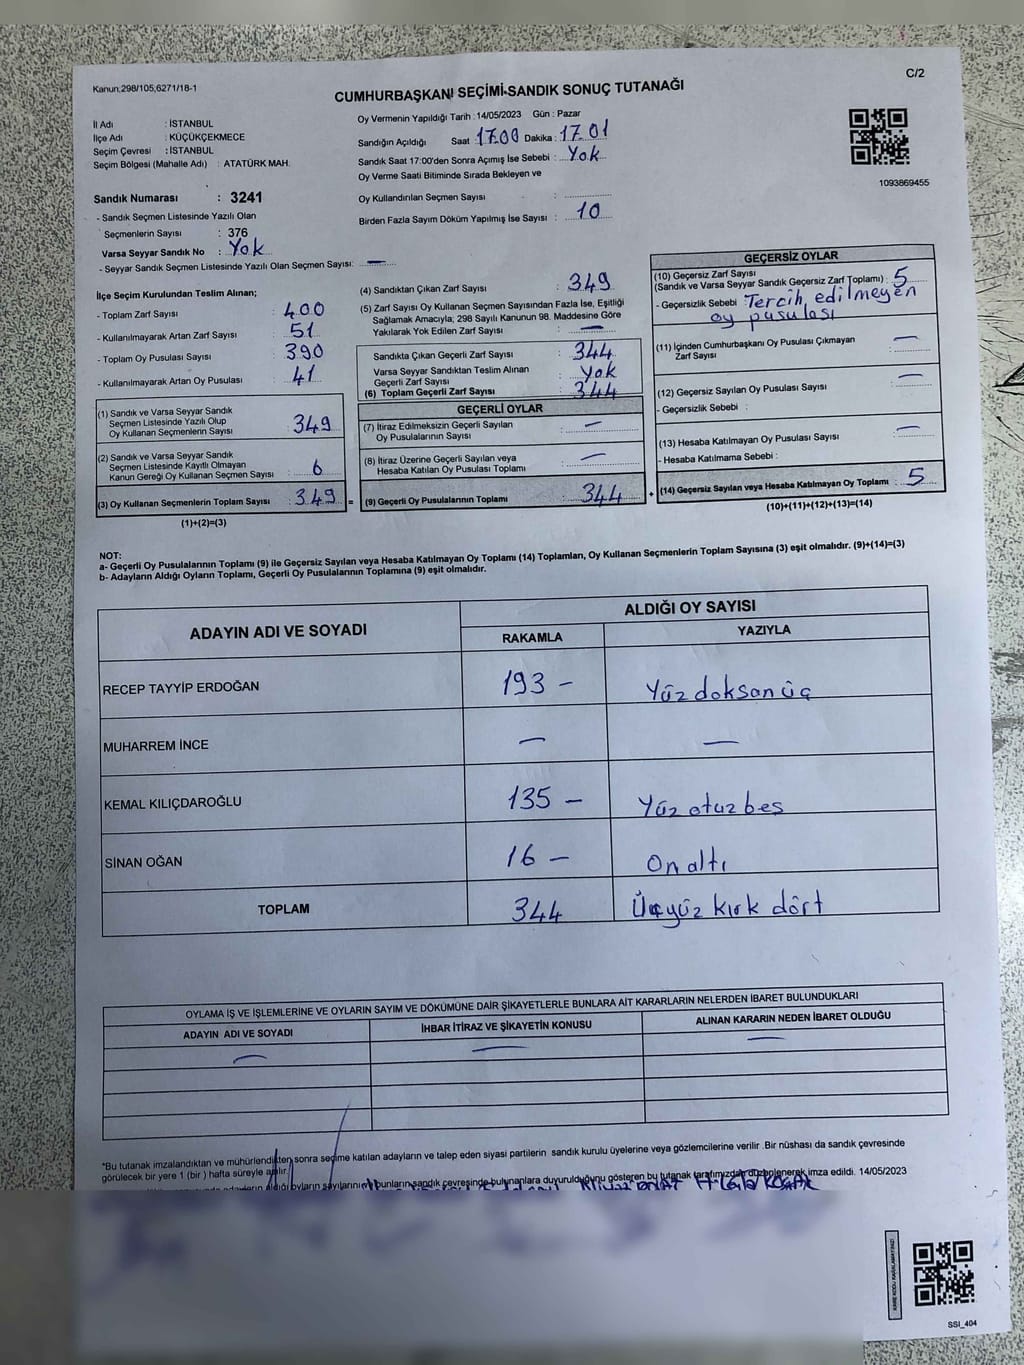 Kanun;298/105;6271/18-1
C/2
CUMHURBAŞKANI SEÇİMİ-SANDIK SONUÇ TUTANAĞI
İl Adı : İSTANBUL
İlçe Adı : KÜÇÜKÇEKMECE
Seçim Çevresi : İSTANBUL
Seçim Bölgesi (Mahalle Adı) : ATATÜRK MAH.
Oy Vermenin Yapıldığı Tarih : 14/05/2023 Gün : Pazar
Sandığın Açıldığı Saat : 17.00 Dakika : 17.01
Sandık Saat 17:00'den Sonra Açmış İse Sebebi : Yok
Oy Verme Saati Bitiminde Sırada Bekleyen ve
Oy Kullandırılan Seçmen Sayısı :
Birden Fazla Sayım Döküm Yapılmış İse Sayısı : 10
1093869455
Sandık Numarası : 3241
- Sandık Seçmen Listesinde Yazılı Olan
Seçmenlerin Sayısı : 376
Varsa Seyyar Sandık No : Yok
- Seyyar Sandık Seçmen Listesinde Yazılı Olan Seçmen Sayısı: —
İlçe Seçim Kurulundan Teslim Alınan;
- Toplam Zarf Sayısı : 400
- Kullanılmayarak Artan Zarf Sayısı : 51
- Toplam Oy Pusulası Sayısı : 390
- Kullanılmayarak Artan Oy Pusulası : 41
(1) Sandık ve Varsa Seyyar Sandık
Seçmen Listesinde Yazılı Olup
Oy Kullanan Seçmenlerin Sayısı : 349
(2) Sandık ve Varsa Seyyar Sandık
Seçmen Listesinde Kayıtlı Olmayan
Kanun Gereği Oy Kullanan Seçmen Sayısı : 6
(3) Oy Kullanan Seçmenlerin Toplam Sayısı : 349 =
(1)+(2)=(3)
(4) Sandıktan Çıkan Zarf Sayısı : 349
(5) Zarf Sayısı Oy Kullanan Seçmen Sayısından Fazla İse, Eşitliği
Sağlamak Amacıyla; 298 Sayılı Kanunun 98. Maddesine Göre
Yakılarak Yok Edilen Zarf Sayısı : —
Sandıkta Çıkan Geçerli Zarf Sayısı : 344
Varsa Seyyar Sandıktan Teslim Alınan
Geçerli Zarf Sayısı : Yok
(6) Toplam Geçerli Zarf Sayısı : 344
GEÇERLİ OYLAR
(7) İtiraz Edilmeksizin Geçerli Sayılan
Oy Pusulalarının Sayısı : —
(8) İtiraz Üzerine Geçerli Sayılan veya
Hesaba Katılan Oy Pusulası Toplamı : —
(9) Geçerli Oy Pusulalarının Toplamı : 344 +
GEÇERSİZ OYLAR
(10) Geçersiz Zarf Sayısı
(Sandık ve Varsa Seyyar Sandık Geçersiz Zarf Toplamı) : 5
- Geçersizlik Sebebi : Tercih edilmeyen
oy pusulası
(11) İçinden Cumhurbaşkanı Oy Pusulası Çıkmayan
Zarf Sayısı : —
(12) Geçersiz Sayılan Oy Pusulası Sayısı : —
- Geçersizlik Sebebi :
(13) Hesaba Katılmayan Oy Pusulası Sayısı : —
- Hesaba Katılmama Sebebi :
(14) Geçersiz Sayılan veya Hesaba Katılmayan Oy Toplamı : 5
(10)+(11)+(12)+(13)=(14)
NOT:
a- Geçerli Oy Pusulalarının Toplamı (9) ile Geçersiz Sayılan veya Hesaba Katılmayan Oy Toplamı (14) Toplamları, Oy Kullanan Seçmenlerin Toplam Sayısına (3) eşit olmalıdır. (9)+(14)=(3)
b- Adayların Aldığı Oyların Toplamı, Geçerli Oy Pusulalarının Toplamına (9) eşit olmalıdır.
ADAYIN ADI VE SOYADI
ALDIĞI OY SAYISI
RAKAMLA YAZIYLA
RECEP TAYYİP ERDOĞAN 193 - Yüz doksan üç
MUHARREM İNCE — —
KEMAL KILIÇDAROĞLU 135 - Yüz otuz beş
SİNAN OĞAN 16 - On altı
TOPLAM 344 Üçyüz kırk dört
OYLAMA İŞ VE İŞLEMLERİNE VE OYLARIN SAYIM VE DÖKÜMÜNE DAİR ŞİKAYETLERLE BUNLARA AİT KARARLARIN NELERDEN İBARET BULUNDUKLARI
ADAYIN ADI VE SOYADI İHBAR İTİRAZ VE ŞİKAYETİN KONUSU ALINAN KARARIN NEDEN İBARET OLDUĞU
— — —
*Bu tutanak imzalandıktan ve mühürlendikten sonra seçime katılan adayların ve talep eden siyasi partilerin sandık kurulu üyelerine veya gözlemcilerine verilir .Bir nüshası da sandık çevresinde
görülecek bir yere 1 (bir ) hafta süreyle asılır.
adayların aldığı oyların sayılarını bunların sandık çevresinde bulunanlara duyurulduğunu gösteren bu tutanak tarafımızdan düzenlenerek imza edildi. 14/05/2023
SSI_404